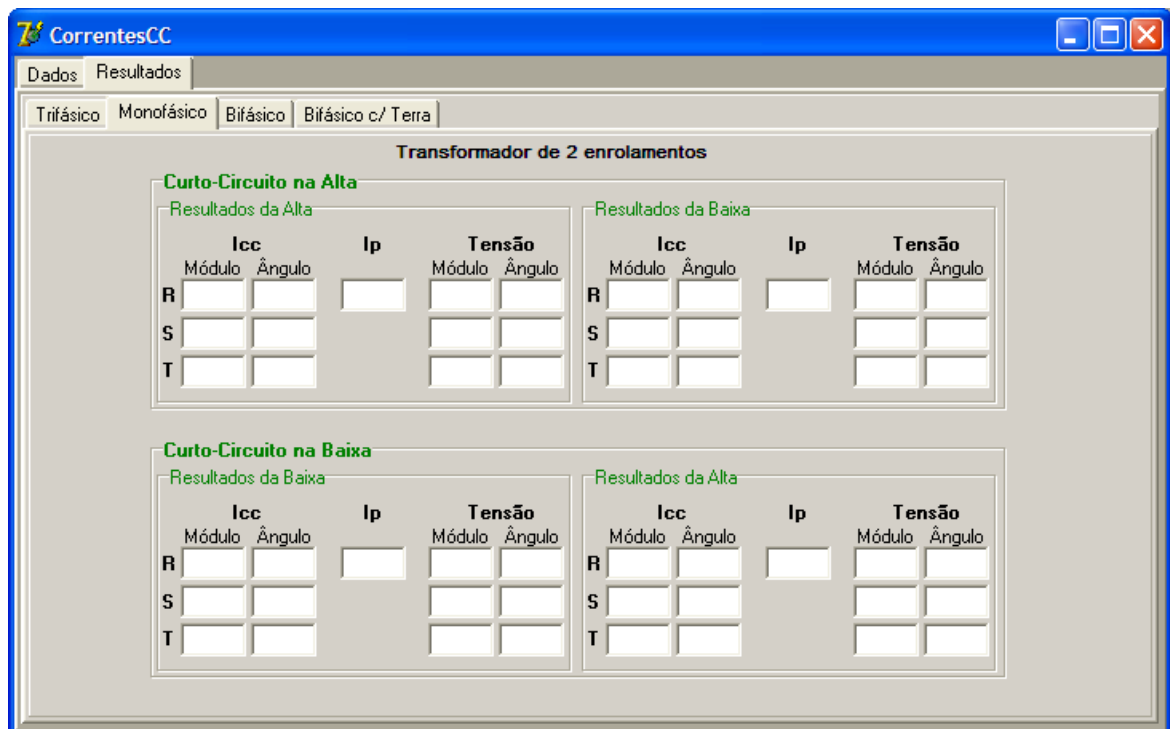 CorrentesCC
Dados Resultados
Trifásico Monofásico Bifásico Bifásico c/ Terra
Transformador de 2 enrolamentos
Curto-Circuito na Alta
Resultados da Alta Resultados da Baixa
Icc Ip Tensão Icc Ip Tensão
Módulo Ângulo Módulo Ângulo Módulo Ângulo Módulo Ângulo
R R
S S
T T
Curto-Circuito na Baixa
Resultados da Baixa Resultados da Alta
Icc Ip Tensão Icc Ip Tensão
Módulo Ângulo Módulo Ângulo Módulo Ângulo Módulo Ângulo
R R
S S
T T